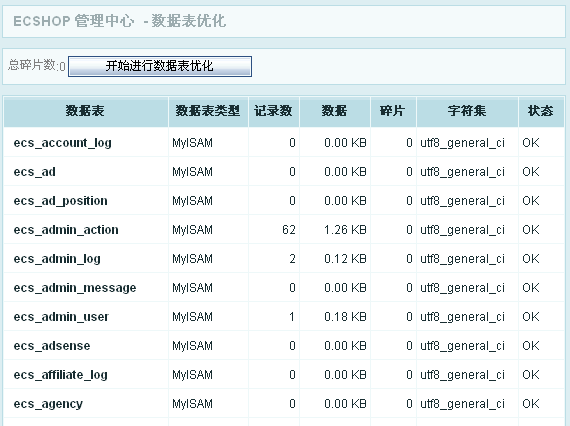 ECSHOP 管理中心 - 数据表优化
总碎片数:0 开始进行数据表优化
数据表 数据表类型 记录数 数据 碎片 字符集 状态
ecs_account_log MyISAM 0 0.00 KB 0 utf8_general_ci OK
ecs_ad MyISAM 0 0.00 KB 0 utf8_general_ci OK
ecs_ad_position MyISAM 0 0.00 KB 0 utf8_general_ci OK
ecs_admin_action MyISAM 62 1.26 KB 0 utf8_general_ci OK
ecs_admin_log MyISAM 2 0.12 KB 0 utf8_general_ci OK
ecs_admin_message MyISAM 0 0.00 KB 0 utf8_general_ci OK
ecs_admin_user MyISAM 1 0.18 KB 0 utf8_general_ci OK
ecs_adsense MyISAM 0 0.00 KB 0 utf8_general_ci OK
ecs_affiliate_log MyISAM 0 0.00 KB 0 utf8_general_ci OK
ecs_agency MyISAM 0 0.00 KB 0 utf8_general_ci OK